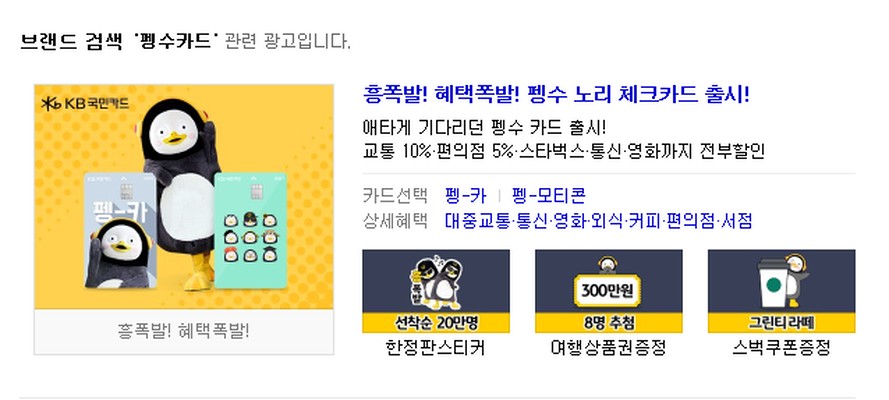 브랜드 검색 '펭수카드' 관련 광고입니다.
KB국민카드
펭-카
흥폭발! 혜택폭발!
흥폭발! 혜택폭발! 펭수 노리 체크카드 출시!
애타게 기다리던 펭수 카드 출시!
교통 10%·편의점 5%·스타벅스·통신·영화까지 전부할인
카드선택 펭-카 펭-모티콘
상세혜택 대중교통·통신·영화·외식·커피·편의점·서점
선착순 20만명
한정판스티커
300만원
8명 추첨
여행상품권증정
그린티라떼
스벅쿠폰증정